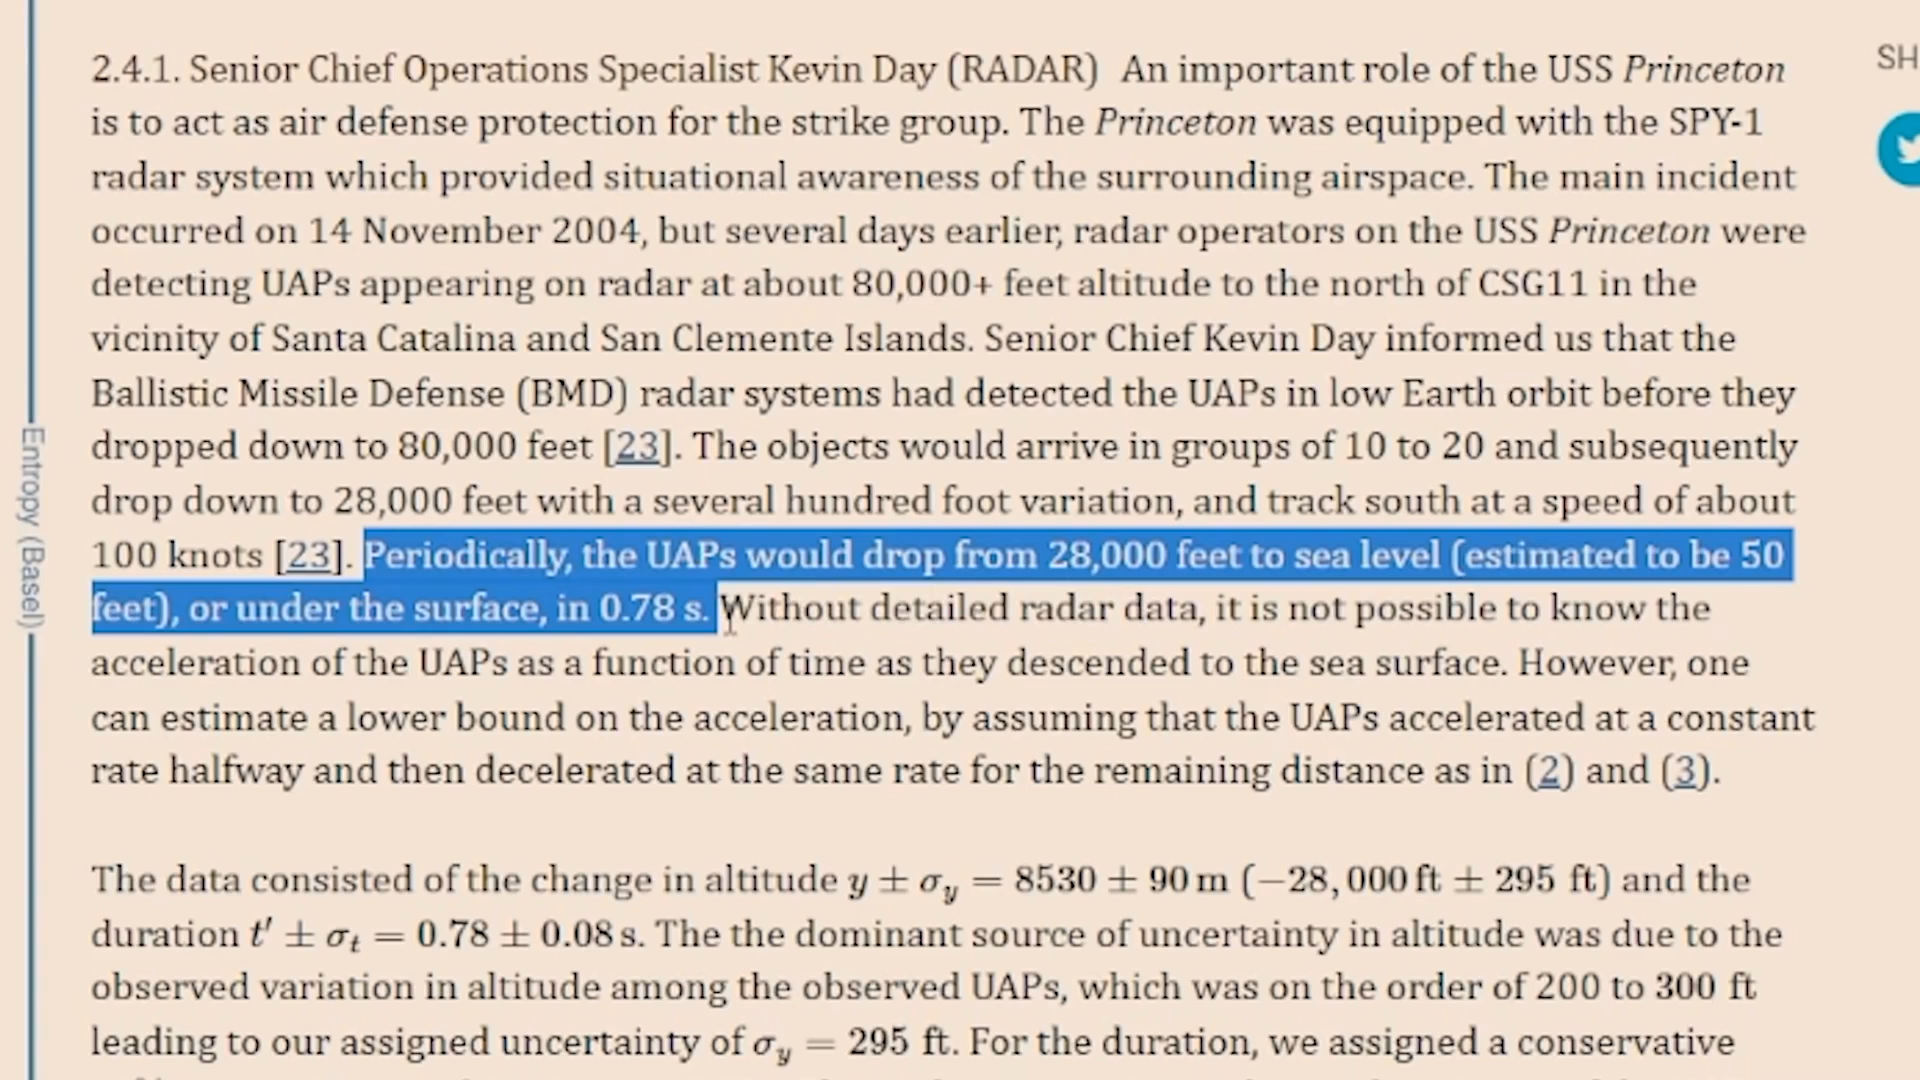 2.4.1. Senior Chief Operations Specialist Kevin Day (RADAR) An important role of the USS Princeton
is to act as air defense protection for the strike group. The Princeton was equipped with the SPY-1
radar system which provided situational awareness of the surrounding airspace. The main incident
occurred on 14 November 2004, but several days earlier, radar operators on the USS Princeton were
detecting UAPs appearing on radar at about 80,000+ feet altitude to the north of CSG11 in the
vicinity of Santa Catalina and San Clemente Islands. Senior Chief Kevin Day informed us that the
Ballistic Missile Defense (BMD) radar systems had detected the UAPs in low Earth orbit before they
dropped down to 80,000 feet [23]. The objects would arrive in groups of 10 to 20 and subsequently
drop down to 28,000 feet with a several hundred foot variation, and track south at a speed of about
100 knots [23]. Periodically, the UAPs would drop from 28,000 feet to sea level (estimated to be 50
feet), or under the surface, in 0.78 s. Without detailed radar data, it is not possible to know the
acceleration of the UAPs as a function of time as they descended to the sea surface. However, one
can estimate a lower bound on the acceleration, by assuming that the UAPs accelerated at a constant
rate halfway and then decelerated at the same rate for the remaining distance as in (2) and (3).
The data consisted of the change in altitude y ± σy = 8530 ± 90 m (−28,000 ft ± 295 ft) and the
duration t′ ± σt = 0.78 ± 0.08 s. The the dominant source of uncertainty in altitude was due to the
observed variation in altitude among the observed UAPs, which was on the order of 200 to 300 ft
leading to our assigned uncertainty of σy = 295 ft. For the duration, we assigned a conservative
Entropy (Basel)
SH